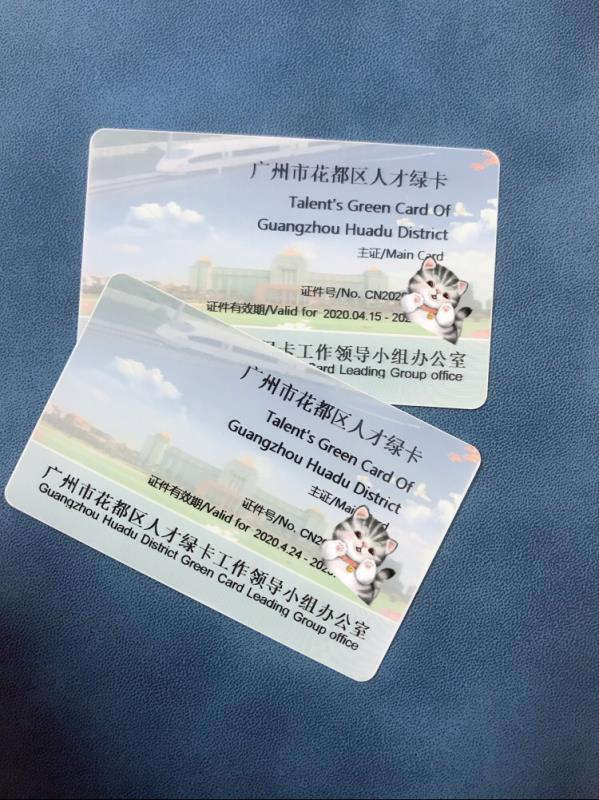 广州市花都区人才绿卡
Talent's Green Card Of
Guangzhou Huadu District
主证/Main Card
证件号/No. CN202
证件有效期/Valid for 2020.04.15 - 20
绿卡工作领导小组办公室
Card Leading Group office
广州市花都区人才绿卡
Talent's Green Card Of
Guangzhou Huadu District
主证/Main
证件号/No. CN2
证件有效期/Valid for 2020.4.24 - 202
广州市花都区人才绿卡工作领导小组办公室
Guangzhou Huadu District Green Card Leading Group office